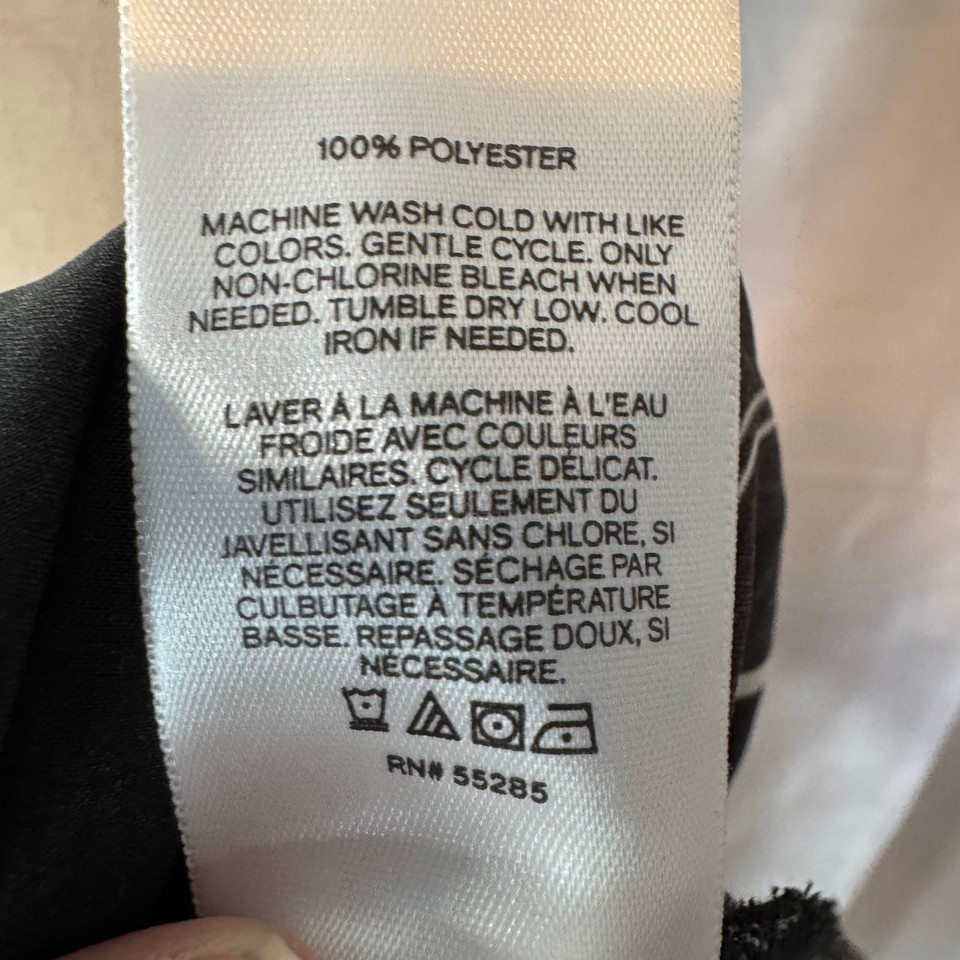 100% POLYESTER
MACHINE WASH COLD WITH LIKE
COLORS. GENTLE CYCLE. ONLY
NON-CHLORINE BLEACH WHEN
NEEDED. TUMBLE DRY LOW. COOL
IRON IF NEEDED.
LAVER À LA MACHINE À L'EAU
FROIDE AVEC COULEURS
SIMILAIRES. CYCLE DÉLICAT.
UTILISEZ SEULEMENT DU
JAVELLISANT SANS CHLORE, SI
NÉCESSAIRE. SÉCHAGE PAR
CULBUTAGE À TEMPÉRATURE
BASSE. REPASSAGE DOUX, SI
NÉCESSAIRE.
RN# 55285